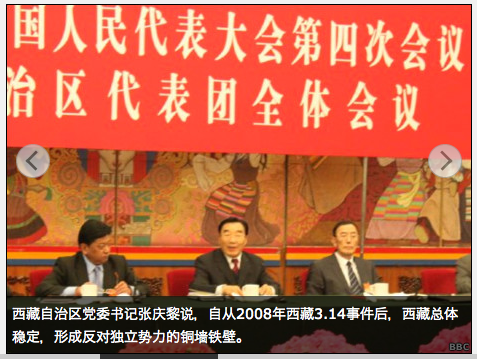 国人民代表大会第四次会议
治区代表团全体会议
西藏自治区党委书记张庆黎说，自从2008年西藏3.14事件后，西藏总体
稳定，形成反对独立势力的铜墙铁壁。
BBC